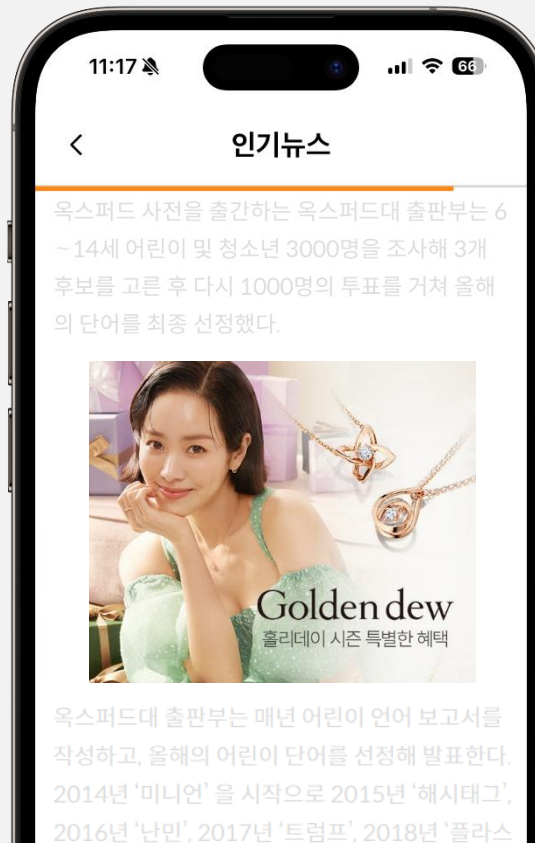 11:17
66
인기뉴스
옥스퍼드 사전을 출간하는 옥스퍼드대 출판부는 6
~14세 어린이 및 청소년 3000명을 조사해 3개
후보를 고른 후 다시 1000명의 투표를 거쳐 올해
의 단어를 최종 선정했다.
Golden dew
홀리데이 시즌 특별한 혜택
옥스퍼드대 출판부는 매년 어린이 언어 보고서를
작성하고, 올해의 어린이 단어를 선정해 발표한다.
2014년 ‘미니언’ 을 시작으로 2015년 ‘해시태그’,
2016년 ‘난민’, 2017년 ‘트럼프’, 2018년 ‘플라스